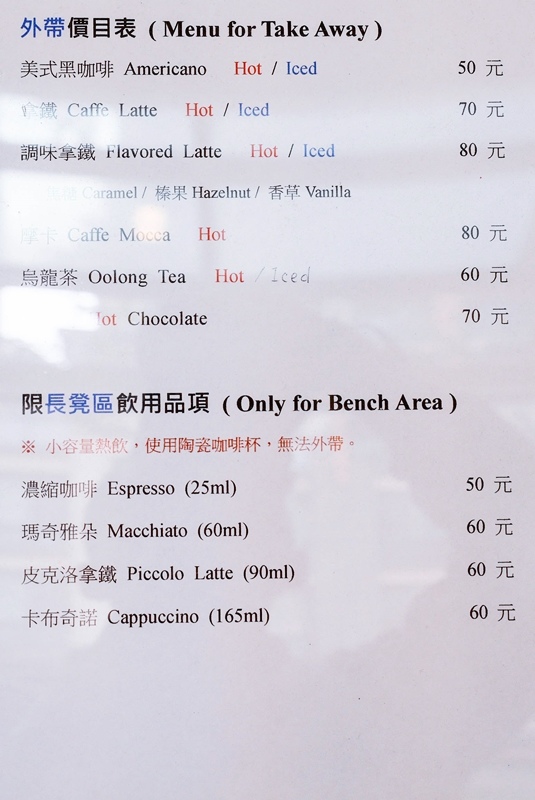 外帶價目表 ( Menu for Take Away )
美式黑咖啡 Americano Hot / Iced 50 元
拿鐵 Caffe Latte Hot / Iced 70 元
調味拿鐵 Flavored Latte Hot / Iced 80 元
Caramel / 榛果 Hazelnut / 香草 Vanilla
摩卡 Caffe Mocca Hot 80 元
烏龍茶 Oolong Tea Hot / Iced 60 元
Hot Chocolate 70 元
限長凳區飲用品項 ( Only for Bench Area )
※ 小容量熱飲，使用陶瓷咖啡杯，無法外帶。
濃縮咖啡 Espresso (25ml) 50 元
瑪奇雅朵 Macchiato (60ml) 60 元
皮克洛拿鐵 Piccolo Latte (90ml) 60 元
卡布奇諾 Cappuccino (165ml) 60 元